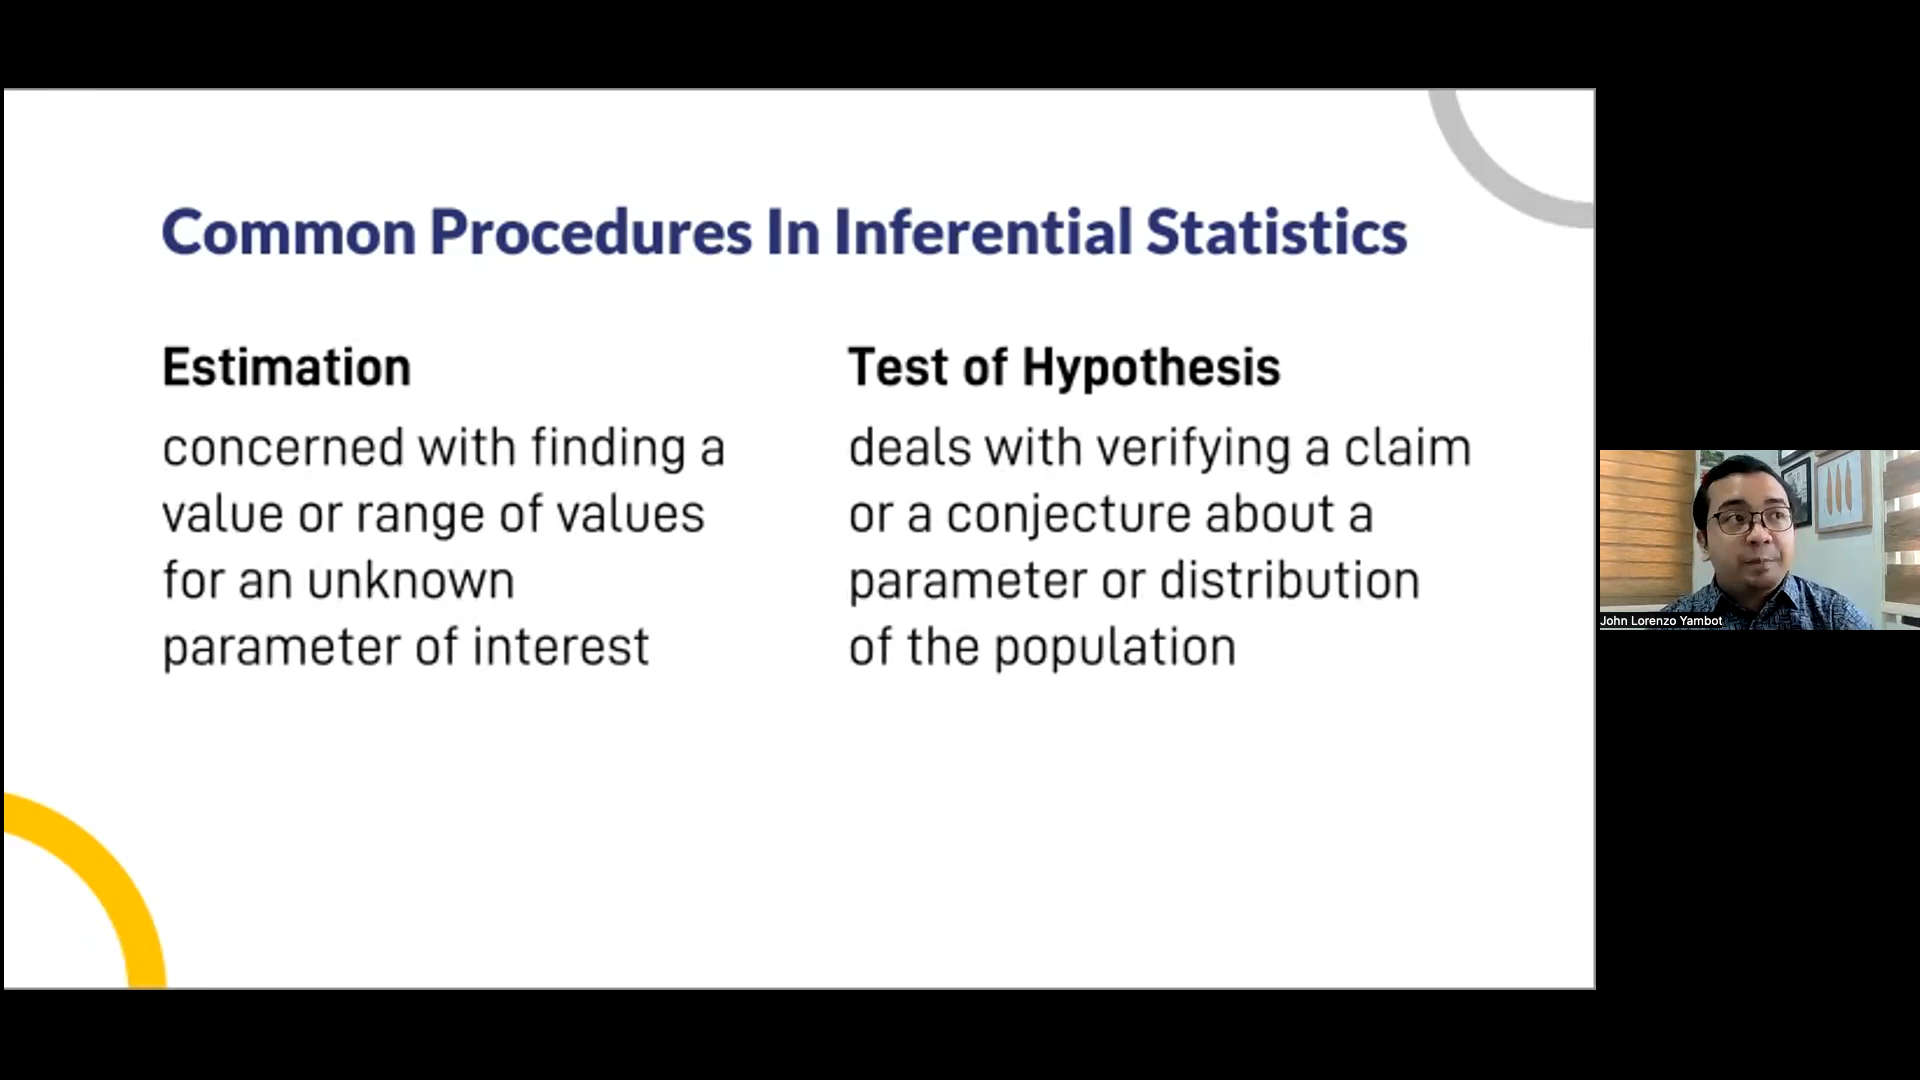 Common Procedures In Inferential Statistics
Estimation
concerned with finding a
value or range of values
for an unknown
parameter of interest
Test of Hypothesis
deals with verifying a claim
or a conjecture about a
parameter or distribution
of the population
John Lorenzo Yambot